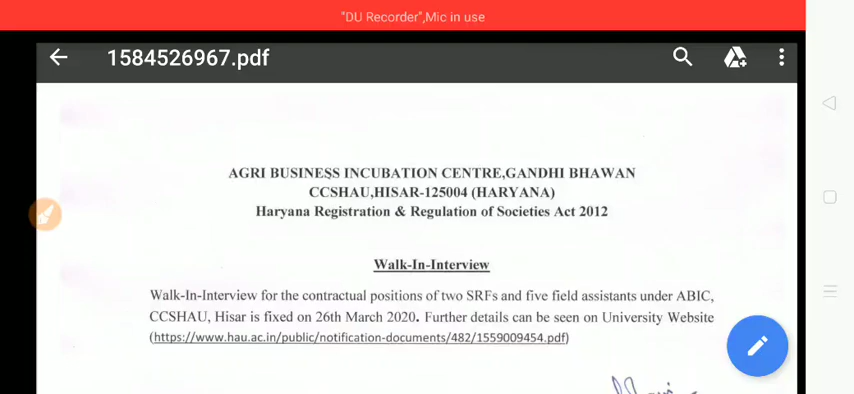 "DU Recorder",Mic in use
1584526967.pdf
AGRI BUSINESS INCUBATION CENTRE,GANDHI BHAWAN
CCSHAU,HISAR-125004 (HARYANA)
Haryana Registration & Regulation of Societies Act 2012
Walk-In-Interview
Walk-In-Interview for the contractual positions of two SRFs and five field assistants under ABIC,
CCSHAU, Hisar is fixed on 26th March 2020. Further details can be seen on University Website
(https://www.hau.ac.in/public/notification-documents/482/1559009454.pdf)